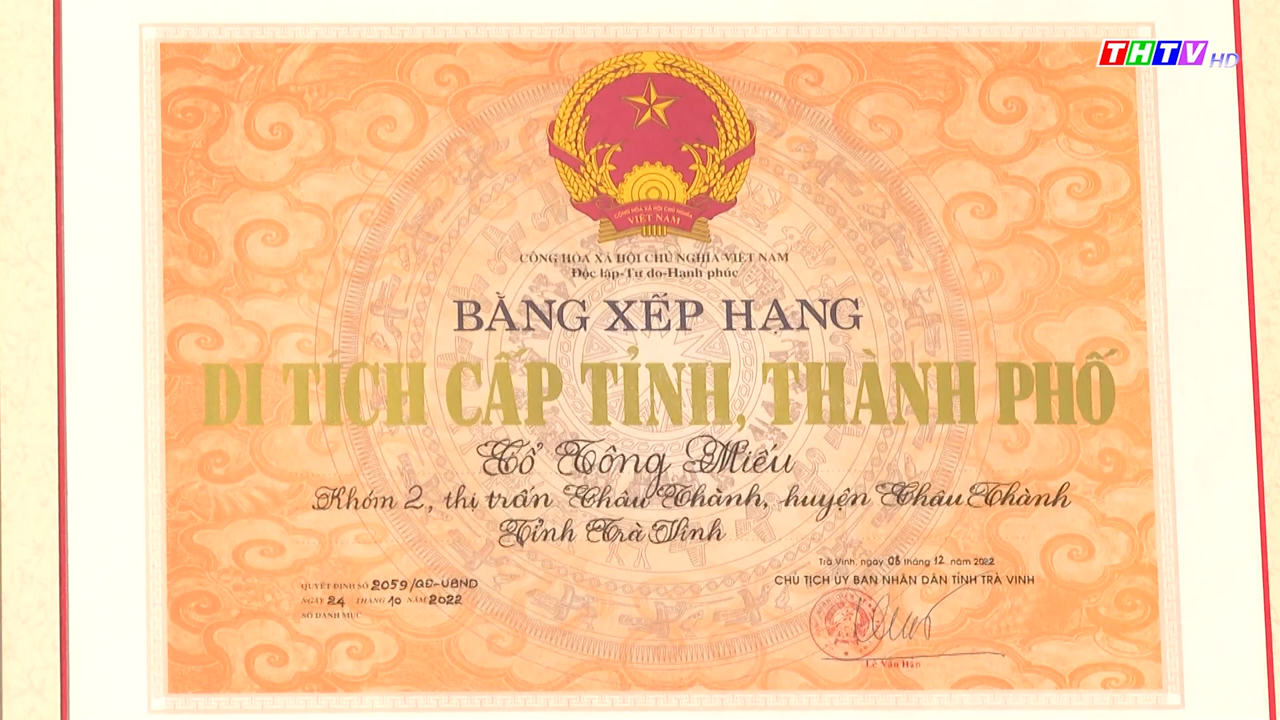 THTV HD
CỘNG HÒA XÃ HỘI CHỦ NGHĨA
VIỆT NAM
CỘNG HÒA XÃ HỘI CHỦ NGHĨA VIỆT NAM
Độc lập-Tự do-Hạnh phúc
BẰNG XẾP HẠNG
DI TÍCH CẤP TỈNH, THÀNH PHỐ
Tổ Tông Miếu
Khóm 2, thị trấn Châu Thành, huyện Châu Thành
Tỉnh Trà Vinh
Trà Vinh, ngày 08 tháng 12 năm 2022
CHỦ TỊCH ỦY BAN NHÂN DÂN TỈNH TRÀ VINH
QUYẾT ĐỊNH SỐ 2059/QĐ-UBND
NGÀY 24 THÁNG 10 NĂM 2022
SỐ DANH MỤC
Lê Văn Hẳn